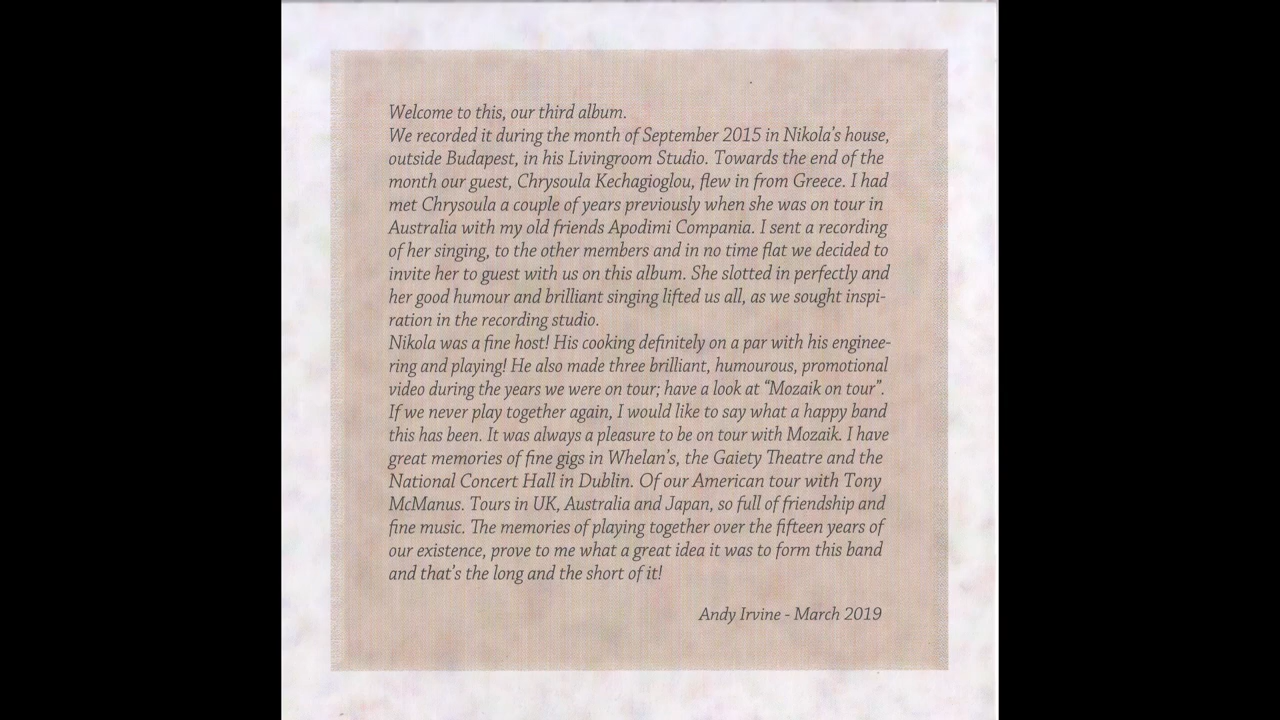 Welcome to this, our third album.
We recorded it during the month of September 2015 in Nikola's house,
outside Budapest, in his Livingroom Studio. Towards the end of the
month our guest, Chrysoula Kechagioglou, flew in from Greece. I had
met Chrysoula a couple of years previously when she was on tour in
Australia with my old friends Apodimi Compania. I sent a recording
of her singing, to the other members and in no time flat we decided to
invite her to guest with us on this album. She slotted in perfectly and
her good humour and brilliant singing lifted us all, as we sought inspi-
ration in the recording studio.
Nikola was a fine host! His cooking definitely on a par with his enginee-
ring and playing! He also made three brilliant, humourous, promotional
video during the years we were on tour; have a look at “Mozaik on tour”.
If we never play together again, I would like to say what a happy band
this has been. It was always a pleasure to be on tour with Mozaik. I have
great memories of fine gigs in Whelan's, the Gaiety Theatre and the
National Concert Hall in Dublin. Of our American tour with Tony
McManus. Tours in UK, Australia and Japan, so full of friendship and
fine music. The memories of playing together over the fifteen years of
our existence, prove to me what a great idea it was to form this band
and that's the long and the short of it!
Andy Irvine - March 2019